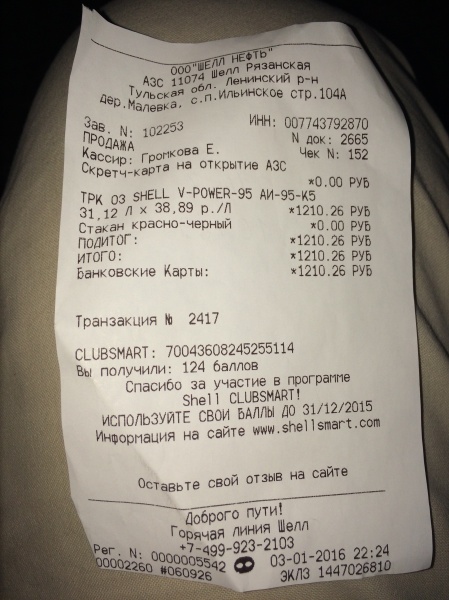 ООО"ШЕЛЛ НЕФТЬ"
АЗС 11074 Шелл Рязанская
Тульская обл. Ленинский р-н
дер.Малевка, с.п.Ильинское стр.104А
Зав. N: 102253 ИНН: 007743792870
ПРОДАЖА N док: 2665
Кассир: Громкова Е. Чек N: 152
Скретч-карта на открытие АЗС
*0.00 РУБ
ТРК 03 SHELL V-POWER-95 АИ-95-К5
31,12 Л x 38,89 р./Л *1210.26 РУБ
Стакан красно-черный *0.00 РУБ
ПОДИТОГ: *1210.26 РУБ
ИТОГО: *1210.26 РУБ
Банковские Карты: *1210.26 РУБ
Транзакция № 2417
CLUBSMART: 70043608245255114
Вы получили: 124 баллов
Спасибо за участие в программе
Shell CLUBSMART!
ИСПОЛЬЗУЙТЕ СВОИ БАЛЛЫ ДО 31/12/2015
Информация на сайте www.shellsmart.com
Оставьте свой отзыв на сайте
Доброго пути!
Горячая линия Шелл
+7-499-923-2103
Рег. N: 0000005542 03-01-2016 22:24
00002260 #060926 ЭКЛЗ 1447026810